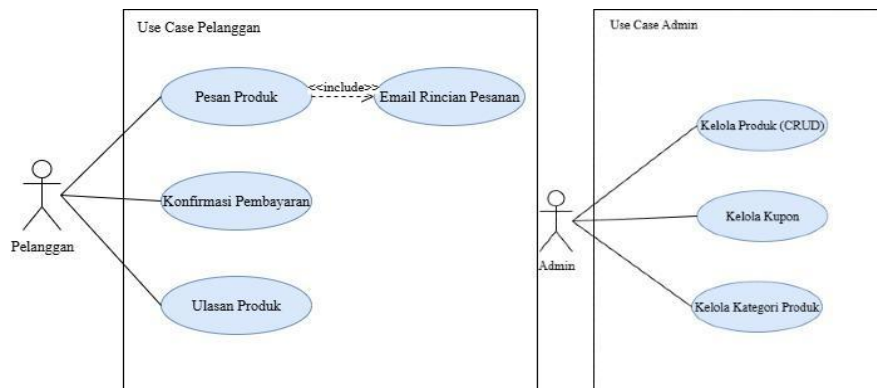 Use Case Pelanggan
Pesan Produk
<<include>>
Email Rincian Pesanan
Konfirmasi Pembayaran
Ulasan Produk
Pelanggan
Use Case Admin
Kelola Produk (CRUD)
Kelola Kupon
Kelola Kategori Produk
Admin